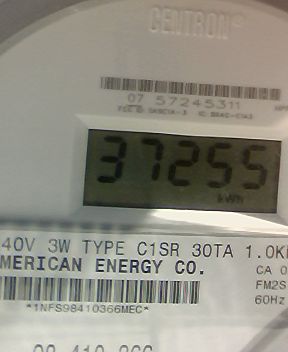 CENTRON®
07 57245311
37255
kWh
40V 3W TYPE C1SR 30TA 1.0K
MERICAN ENERGY CO.
CA 0
FM2S
60Hz
*1NFS98410366MEC*